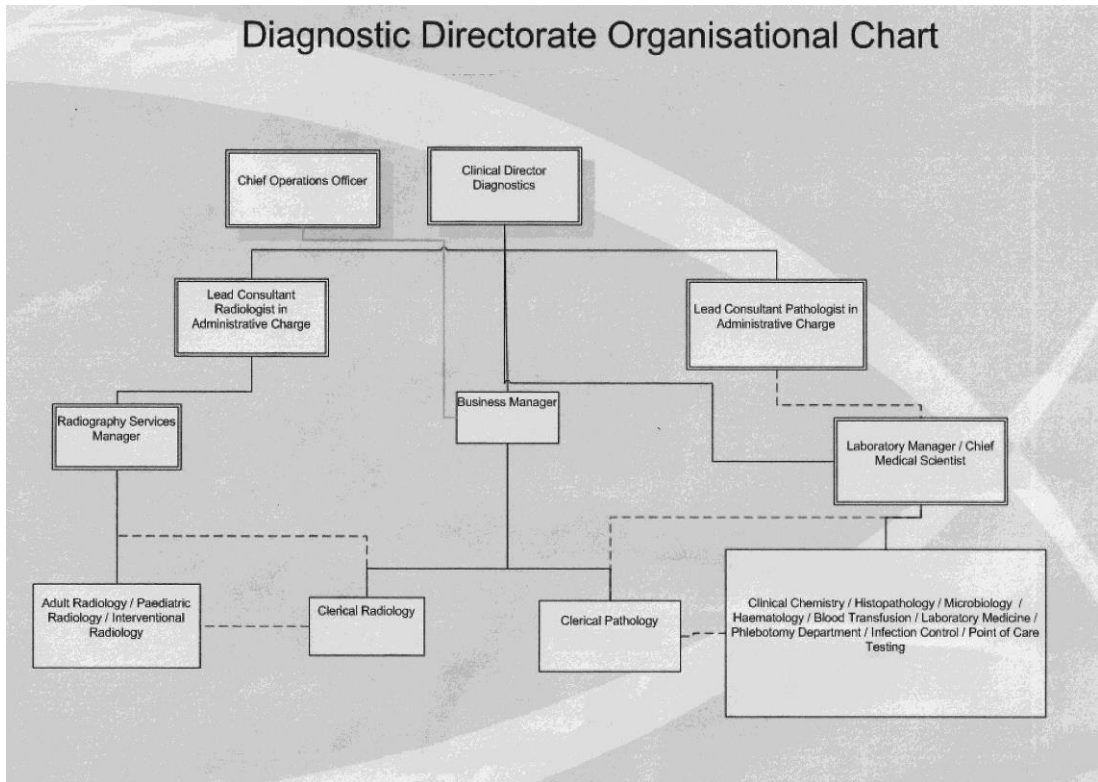 Diagnostic Directorate Organisational Chart
Chief Operations Officer
Clinical Director
Diagnostics
Lead Consultant
Radiologist in
Administrative Charge
Lead Consultant Pathologist in
Administrative Charge
Radiography Services
Manager
Business Manager
Laboratory Manager / Chief
Medical Scientist
Adult Radiology / Paediatric
Radiology / Interventional
Radiology
Clerical Radiology
Clerical Pathology
Clinical Chemistry / Histopathology / Microbiology /
Haematology / Blood Transfusion / Laboratory Medicine /
Phlebotomy Department / Infection Control / Point of Care
Testing